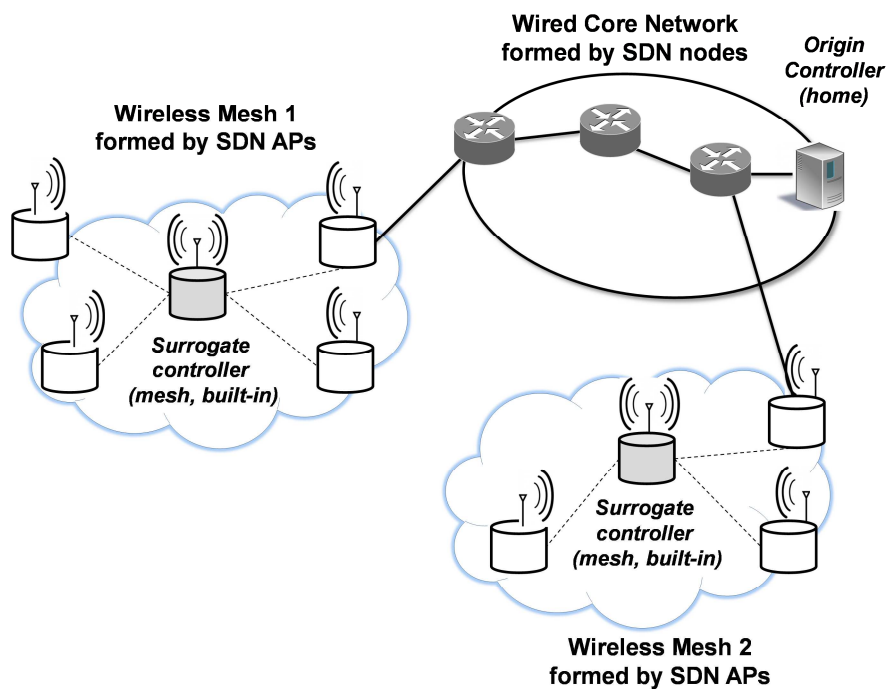 Wired Core Network
formed by SDN nodes
Origin
Controller
(home)
Wireless Mesh 1
formed by SDN APs
Surrogate
controller
(mesh, built-in)
Surrogate
controller
(mesh, built-in)
Wireless Mesh 2
formed by SDN APs